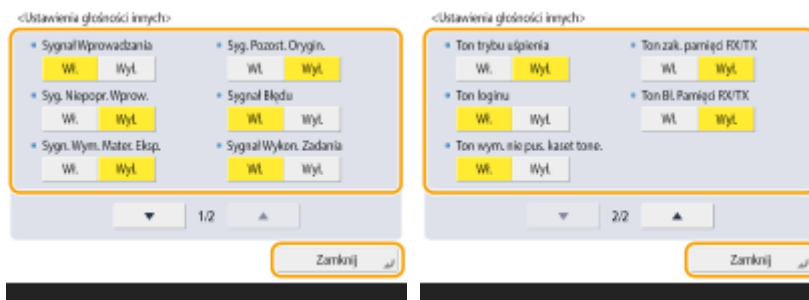 <Ustawienia głośności innych>
Sygnał Wprowadzania
Wł. Wył.
Syg. Pozost. Orygin.
Wł. Wył.
Syg. Niepopr. Wprow.
Wł. Wył.
Sygnał Błędu
Wł. Wył.
Sygn. Wym. Mater. Eksp.
Wł. Wył.
Sygnał Wykon. Zadania
Wł. Wył.
1/2
Zamknij
<Ustawienia głośności innych>
Ton trybu uśpienia
Wł. Wył.
Ton zak. pamięci RX/TX
Wł. Wył.
Ton loginu
Wł. Wył.
Ton Bł. Pamięci RX/TX
Wł. Wył.
Ton wym. nie pus. kaset tone.
Wł. Wył.
2/2
Zamknij